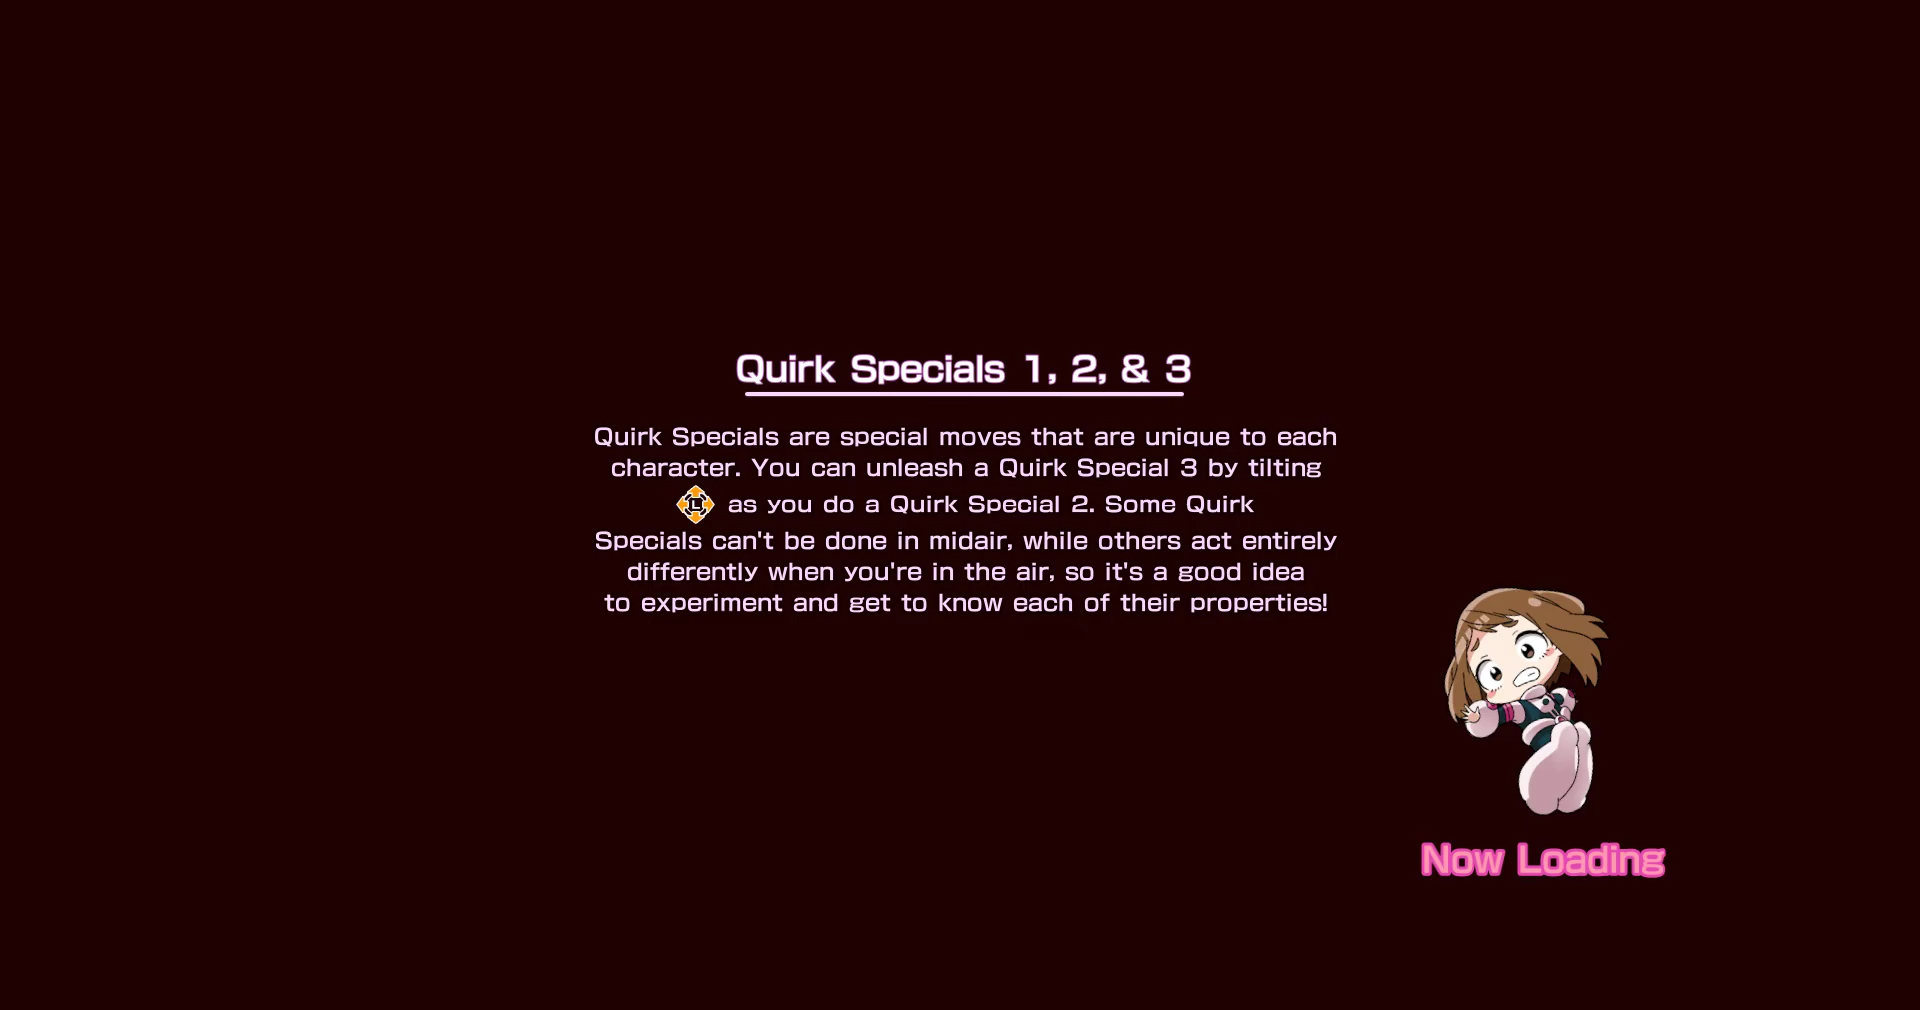 Quirk Specials 1, 2, & 3
Quirk Specials are special moves that are unique to each
character. You can unleash a Quirk Special 3 by tilting
L as you do a Quirk Special 2. Some Quirk
Specials can't be done in midair, while others act entirely
differently when you're in the air, so it's a good idea
to experiment and get to know each of their properties!
Now Loading